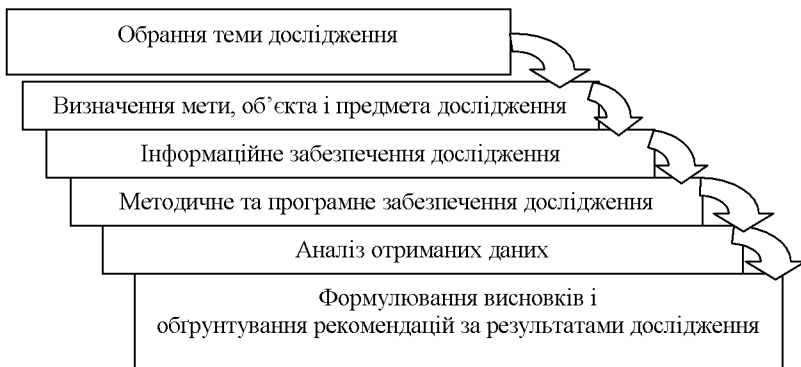 Обрання теми дослідження
Визначення мети, об’єкта і предмета дослідження
Інформаційне забезпечення дослідження
Методичне та програмне забезпечення дослідження
Аналіз отриманих даних
Формулювання висновків і
обґрунтування рекомендацій за результатами дослідження